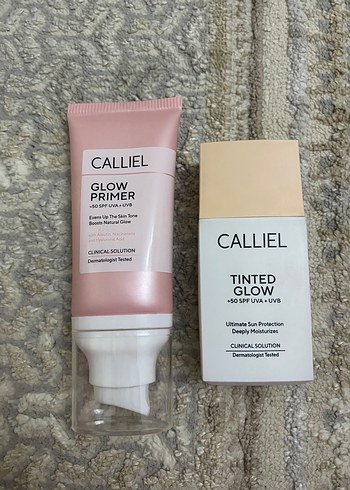 CALLIEL
GLOW
PRIMER
+50 SPF UVA + UVB
Evens Up The Skin Tone
Boosts Natural Glow
CLINICAL SOLUTION
Dermatologist Tested
CALLIEL
TINTED
GLOW
+50 SPF UVA + UVB
Ultimate Sun Protection
Deeply Moisturizes
CLINICAL SOLUTION
Dermatologist Tested